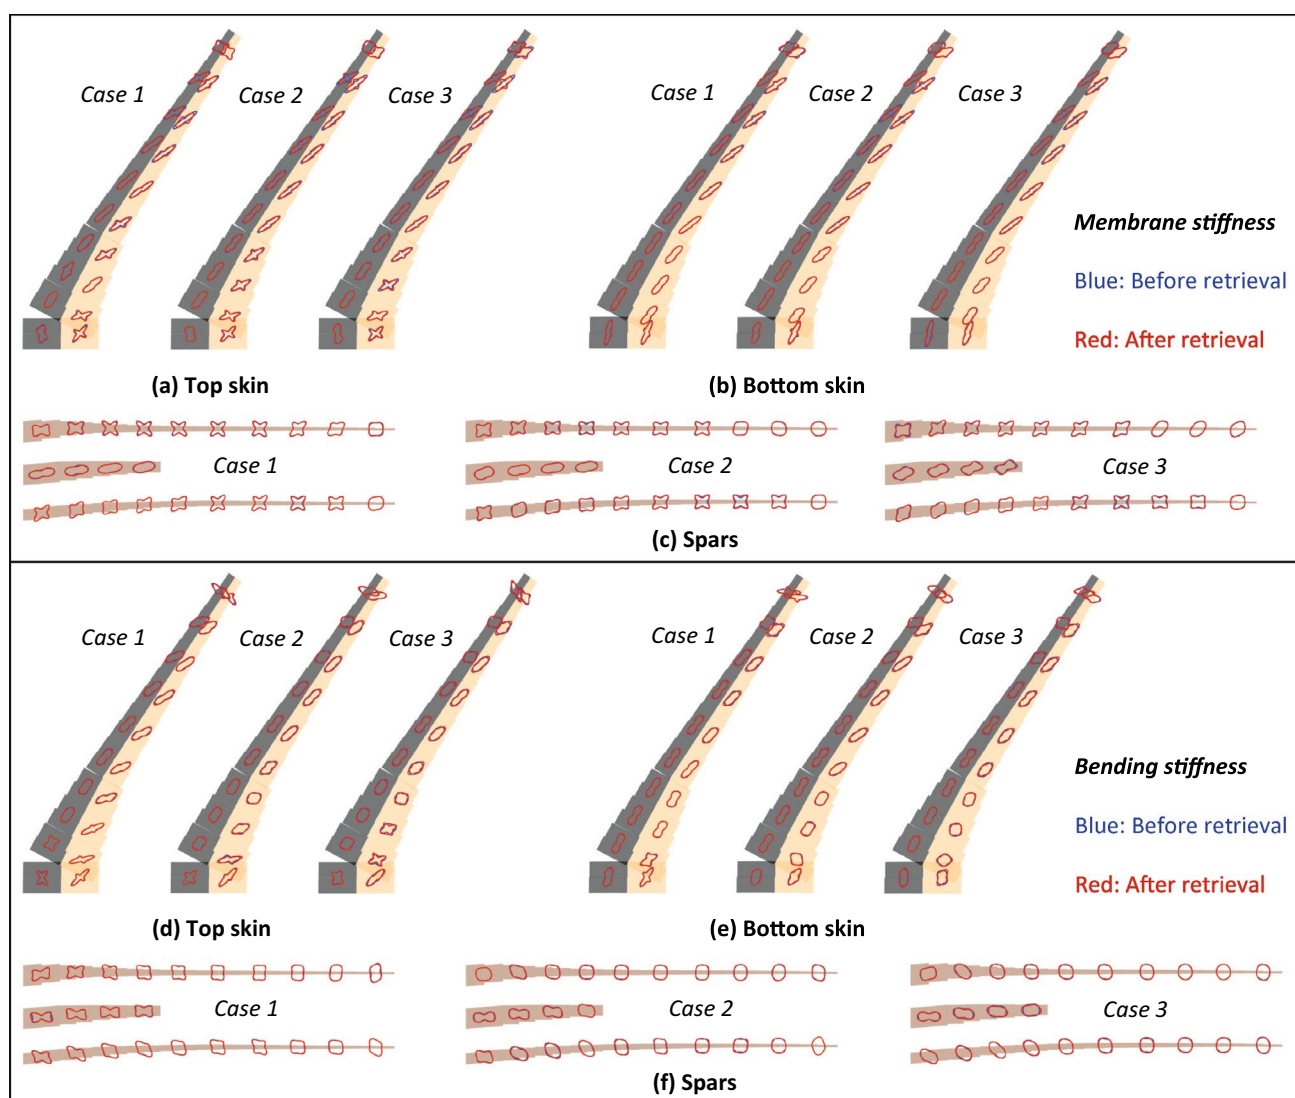 Case 1
Case 2
Case 3
Case 1
Case 2
Case 3
Membrane stiffness
Blue: Before retrieval
Red: After retrieval
(a) Top skin
(b) Bottom skin
Case 1
Case 2
Case 3
(c) Spars
Case 1
Case 2
Case 3
Case 1
Case 2
Case 3
Bending stiffness
Blue: Before retrieval
Red: After retrieval
(d) Top skin
(e) Bottom skin
Case 1
Case 2
Case 3
(f) Spars